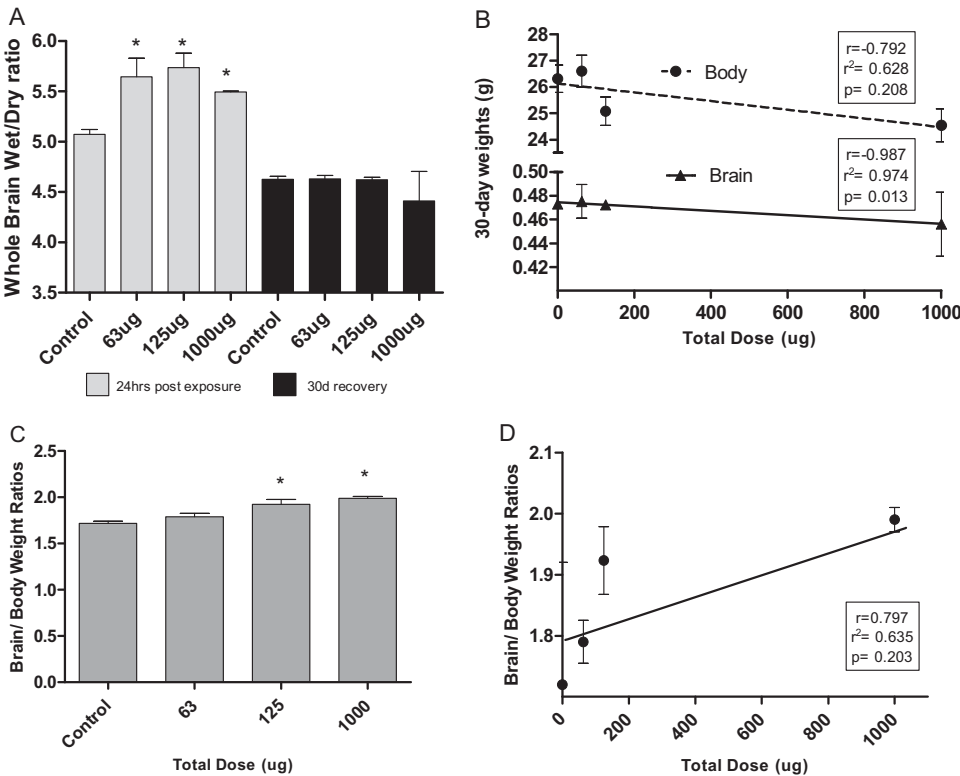 A
Whole Brain Wet/Dry ratio
6.0
5.5
5.0
4.5
4.0
3.5
* * *
Control 63ug 125ug 1000ug Control 63ug 125ug 1000ug
24hrs post exposure 30d recovery
B
30-day weights (g)
28
27
26
25
24
0.50
0.48
0.46
0.44
0.42
Body
r=-0.792
r²= 0.628
p= 0.208
Brain
r=-0.987
r²= 0.974
p= 0.013
0 200 400 600 800 1000
Total Dose (ug)
C
Brain/ Body Weight Ratios
2.5
2.0
1.5
1.0
0.5
0.0
* *
Control 63 125 1000
Total Dose (ug)
D
Brain/ Body Weight Ratios
2.1
2.0
1.9
1.8
r=0.797
r²= 0.635
p= 0.203
0 200 400 600 800 1000
Total Dose (ug)